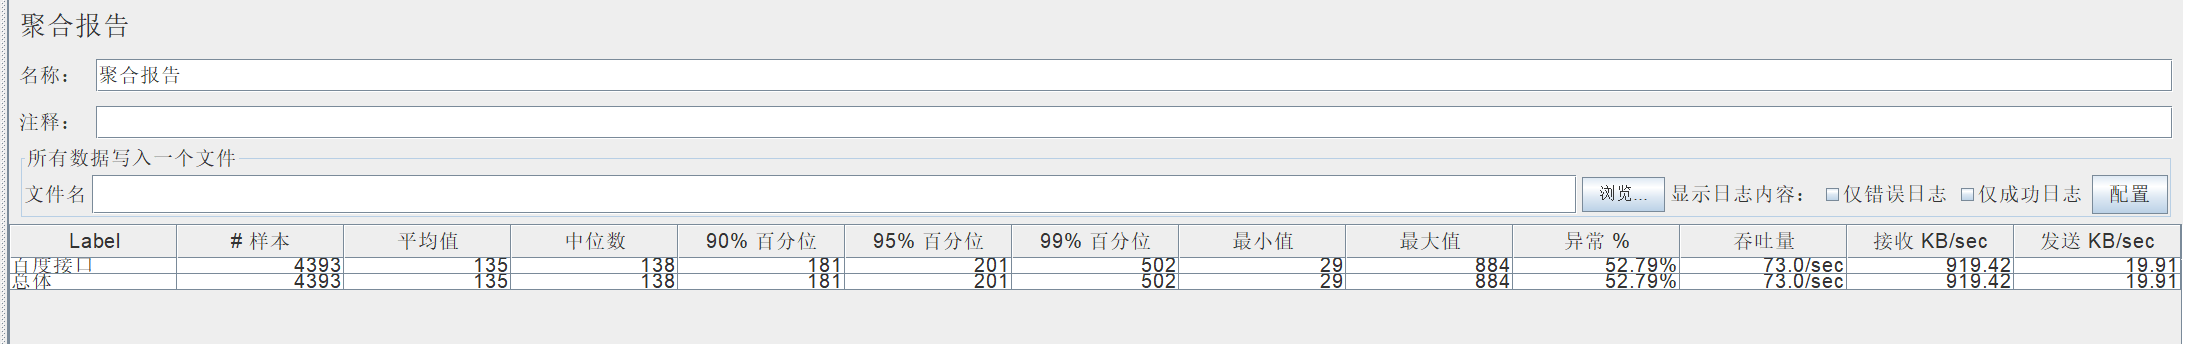 聚合报告
名称： 聚合报告
注释：
所有数据写入一个文件
文件名 浏览... 显示日志内容： 仅错误日志 仅成功日志 配置
Label # 样本 平均值 中位数 90% 百分位 95% 百分位 99% 百分位 最小值 最大值 异常 % 吞吐量 接收 KB/sec 发送 KB/sec
百度接口 4393 135 138 181 201 502 29 884 52.79% 73.0/sec 919.42 19.91
总体 4393 135 138 181 201 502 29 884 52.79% 73.0/sec 919.42 19.91